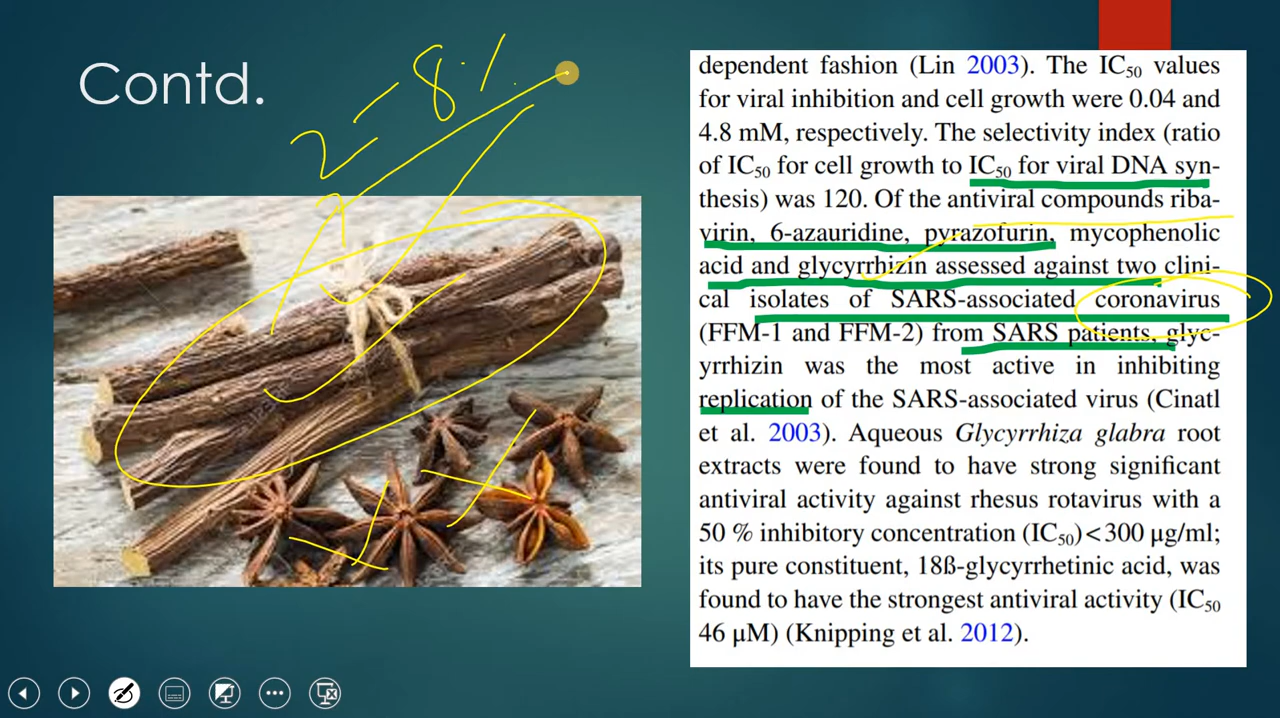 Contd.
2 = 8 %
dependent fashion (Lin 2003). The IC50 values
for viral inhibition and cell growth were 0.04 and
4.8 mM, respectively. The selectivity index (ratio
of IC50 for cell growth to IC50 for viral DNA syn-
thesis) was 120. Of the antiviral compounds riba-
virin, 6-azauridine, pyrazofurin, mycophenolic
acid and glycyrrhizin assessed against two clini-
cal isolates of SARS-associated coronavirus
(FFM-1 and FFM-2) from SARS patients, glyc-
yrrhizin was the most active in inhibiting
replication of the SARS-associated virus (Cinatl
et al. 2003). Aqueous Glycyrrhiza glabra root
extracts were found to have strong significant
antiviral activity against rhesus rotavirus with a
50 % inhibitory concentration (IC50)<300 μg/ml;
its pure constituent, 18ß-glycyrrhetinic acid, was
found to have the strongest antiviral activity (IC50
46 μM) (Knipping et al. 2012).